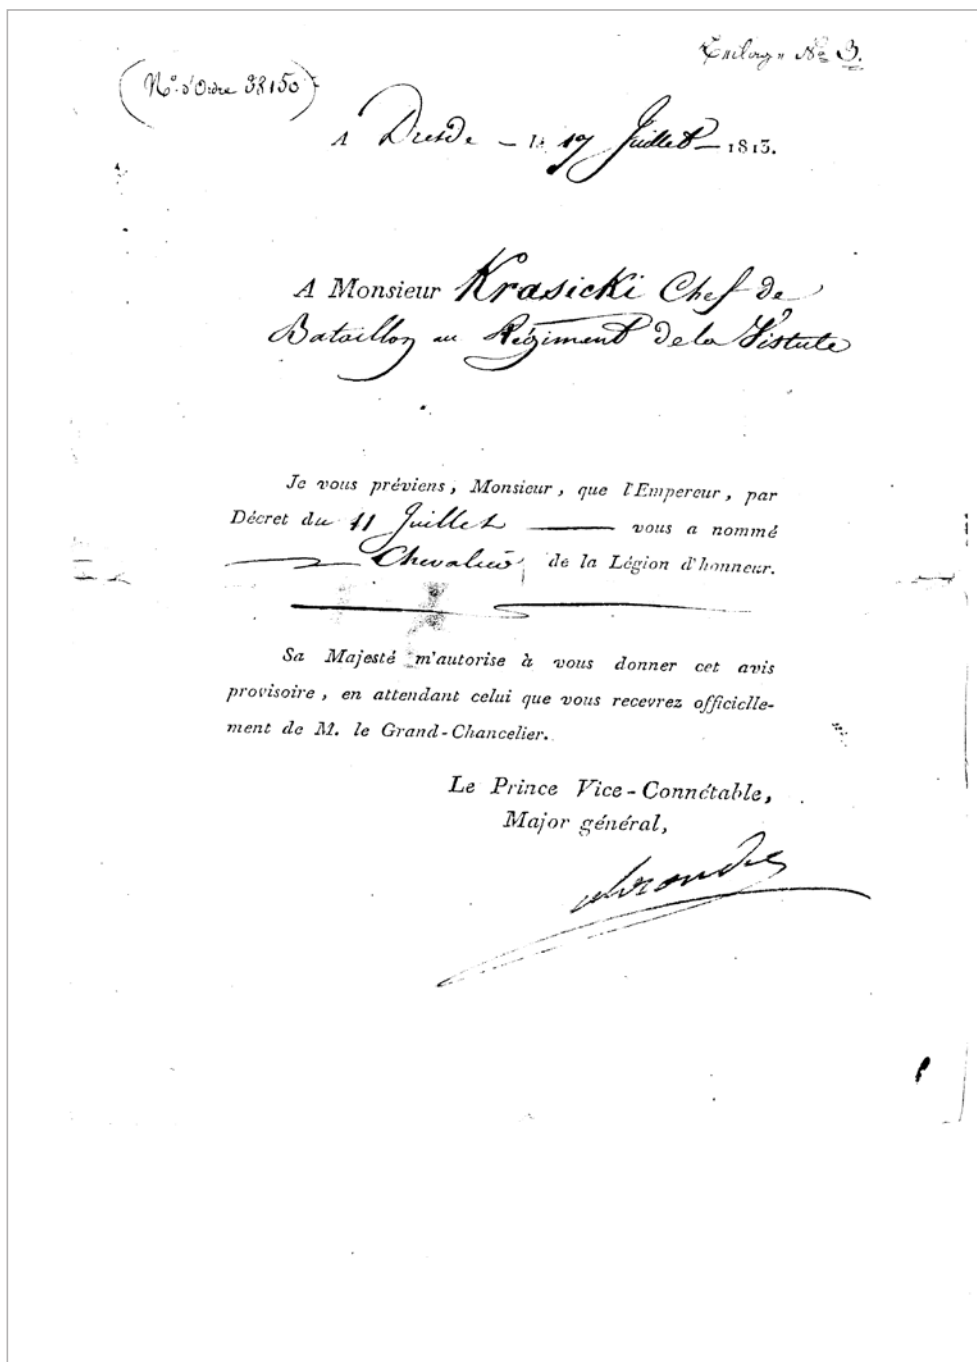 N° 3.
(N° d'Ordre 38150)
A Dresde — le 17 Juillet — 1813.
A Monsieur Krasicki Chef de
Bataillon au Régiment de la Vistule
Je vous préviens, Monsieur, que l'Empereur, par
Décret du 11 Juillet —— vous a nommé
Chevalier de la Légion d'honneur.
Sa Majesté m'autorise à vous donner cet avis
provisoire, en attendant celui que vous recevrez officielle-
ment de M. le Grand-Chancelier.
Le Prince Vice-Connétable,
Major général,